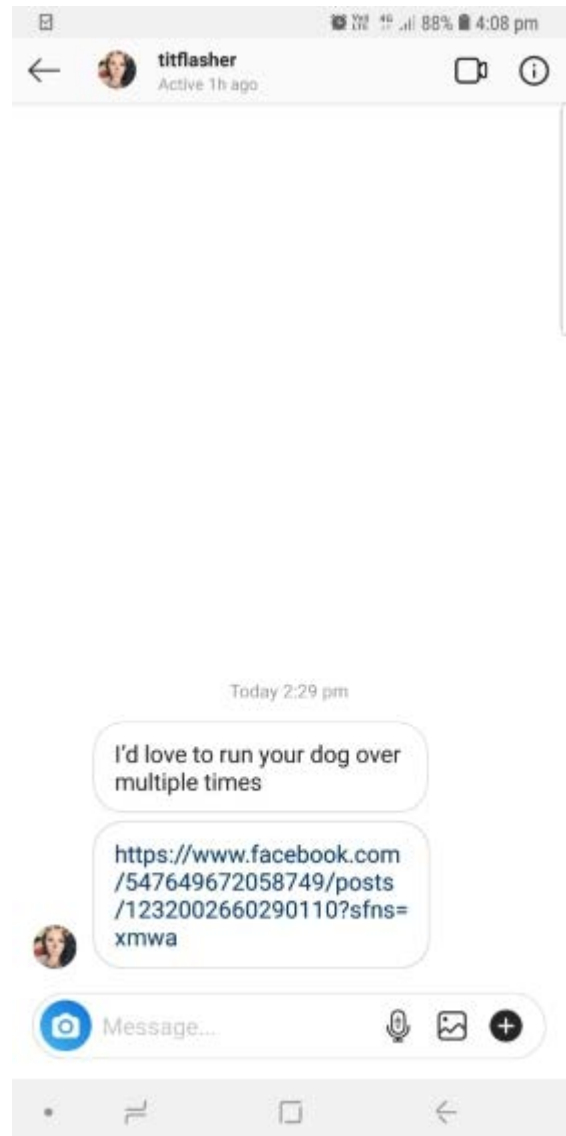 88% 4:08 pm
titflasher
Active 1h ago
Today 2:29 pm
I'd love to run your dog over
multiple times
https://www.facebook.com
/547649672058749/posts
/1232002660290110?sfns=
xmwa
Message...